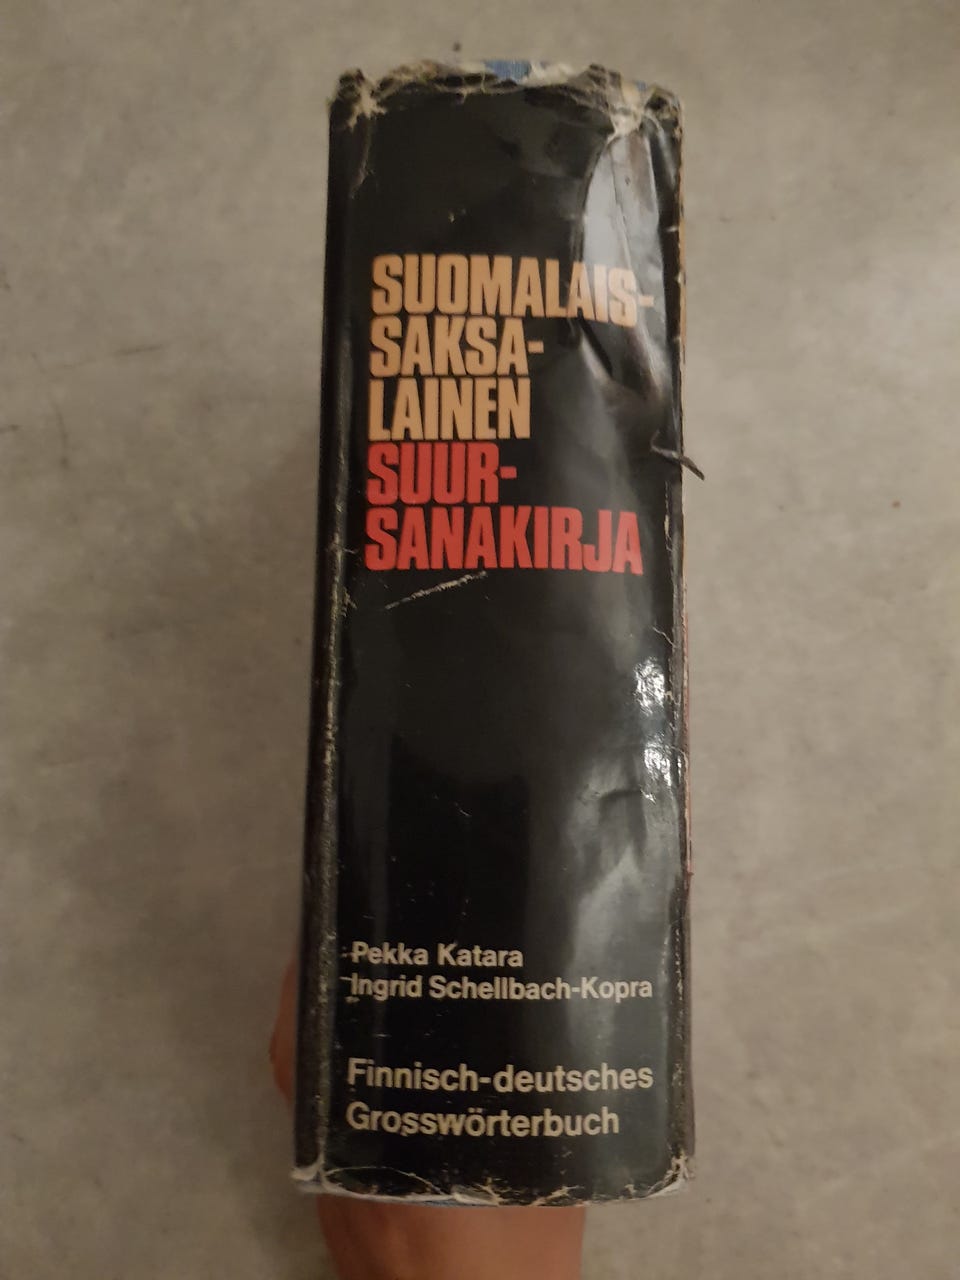 SUOMALAIS-
SAKSA-
LAINEN
SUUR-
SANAKIRJA
Pekka Katara
Ingrid Schellbach-Kopra
Finnisch-deutsches
Grosswörterbuch